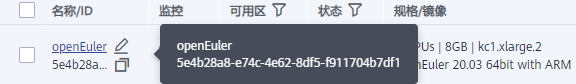 名称/ID 监控 可用区 状态 规格/镜像
openEuler
5e4b28a...
openEuler
5e4b28a8-e74c-4e62-8df5-f911704b7df1
PUs | 8GB | kc1.xlarge.2
openEuler 20.03 64bit with ARM